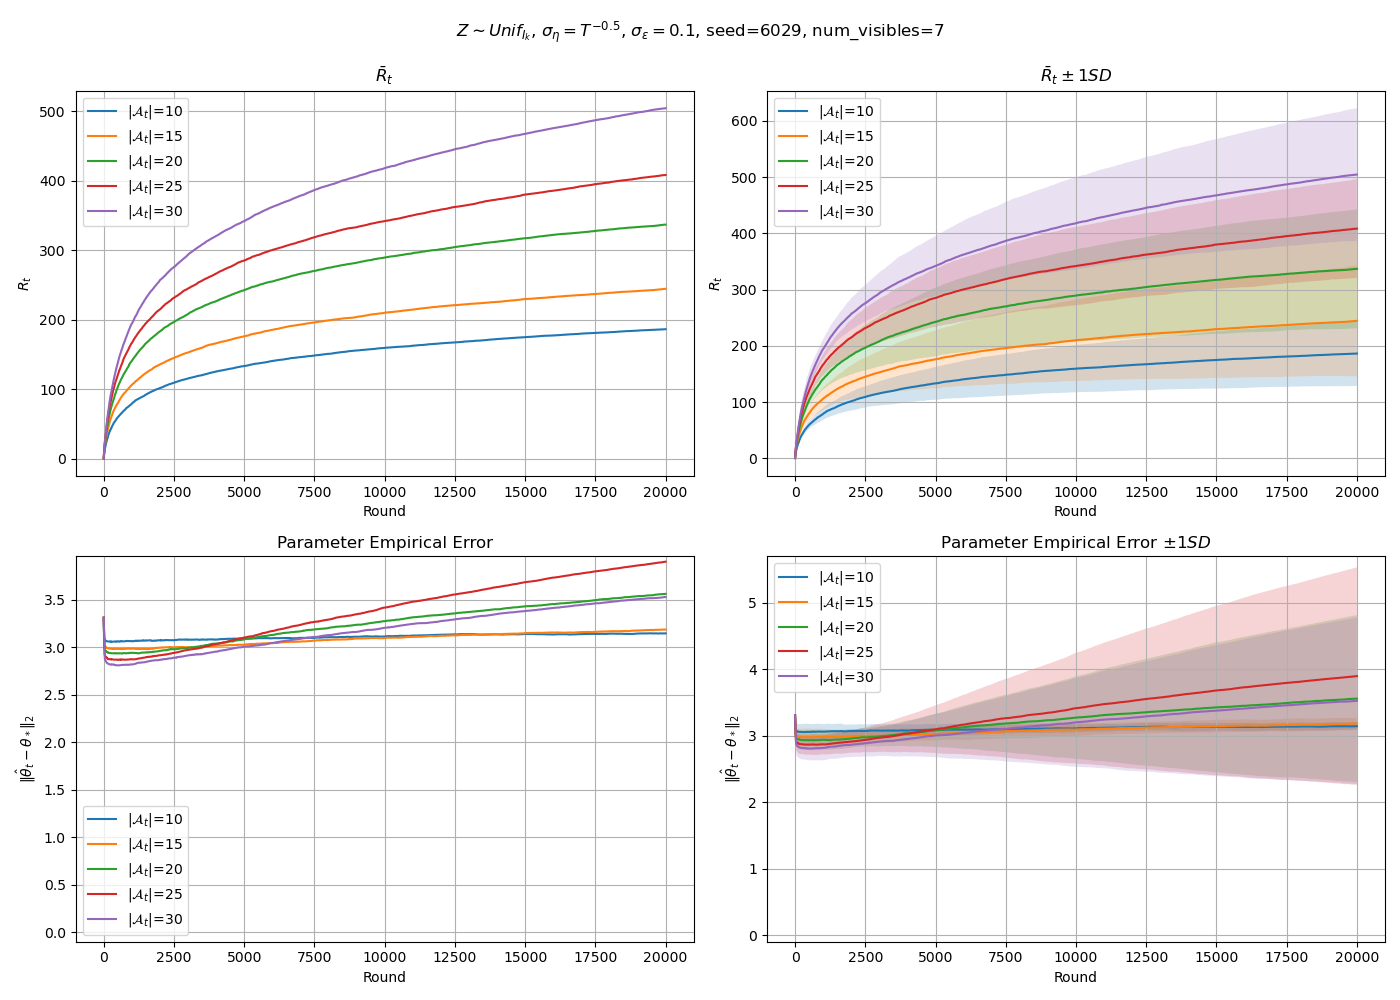 Z ~ Unif_{I_k}, σ_η = T^{−0.5}, σ_ε = 0.1, seed=6029, num_visibles=7
R̄_t
R_t
500
400
300
200
100
0
|𝒜_t|=10
|𝒜_t|=15
|𝒜_t|=20
|𝒜_t|=25
|𝒜_t|=30
0 2500 5000 7500 10000 12500 15000 17500 20000
Round
R̄_t ± 1SD
R_t
600
500
400
300
200
100
0
|𝒜_t|=10
|𝒜_t|=15
|𝒜_t|=20
|𝒜_t|=25
|𝒜_t|=30
0 2500 5000 7500 10000 12500 15000 17500 20000
Round
Parameter Empirical Error
‖θ̂_t − θ_*‖_2
3.5
3.0
2.5
2.0
1.5
1.0
0.5
0.0
|𝒜_t|=10
|𝒜_t|=15
|𝒜_t|=20
|𝒜_t|=25
|𝒜_t|=30
0 2500 5000 7500 10000 12500 15000 17500 20000
Round
Parameter Empirical Error ±1SD
‖θ̂_t − θ_*‖_2
5
4
3
2
1
0
|𝒜_t|=10
|𝒜_t|=15
|𝒜_t|=20
|𝒜_t|=25
|𝒜_t|=30
0 2500 5000 7500 10000 12500 15000 17500 20000
Round